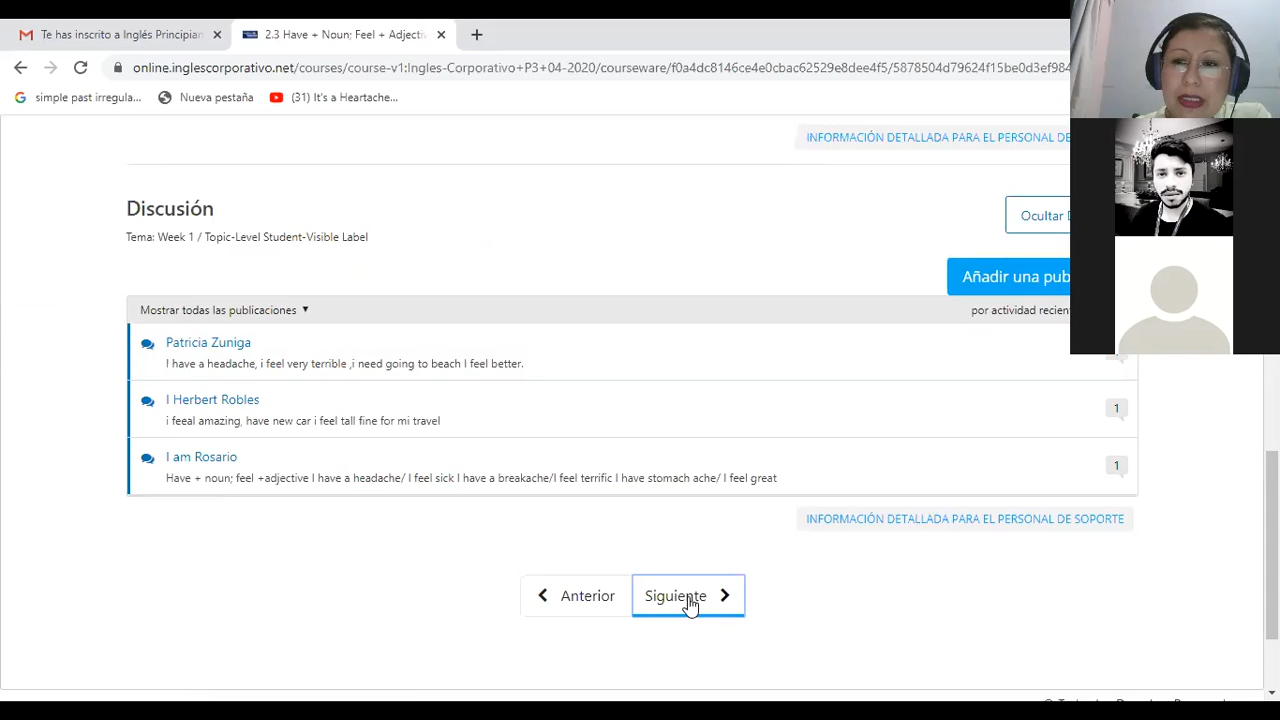 Te has inscrito a Inglés Principian
2.3 Have + Noun; Feel + Adjectiv
online.inglescorporativo.net/courses/course-v1:Ingles-Corporativo+P3+04-2020/courseware/f0a4dc8146ce4e0cbac62529e8dee4f5/5878504d79624f15be0d3ef984
simple past irregula...
Nueva pestaña
(31) It's a Heartache...
INFORMACIÓN DETALLADA PARA EL PERSONAL DE
Discusión
Ocultar
Tema: Week 1 / Topic-Level Student-Visible Label
Añadir una pub
Mostrar todas las publicaciones
por actividad recien
Patricia Zuniga
I have a headache, i feel very terrible ,i need going to beach I feel better.
I Herbert Robles
i feeal amazing, have new car i feel tall fine for mi travel
1
I am Rosario
Have + noun; feel +adjective I have a headache/ I feel sick I have a breakache/I feel terrific I have stomach ache/ I feel great
1
INFORMACIÓN DETALLADA PARA EL PERSONAL DE SOPORTE
Anterior
Siguiente